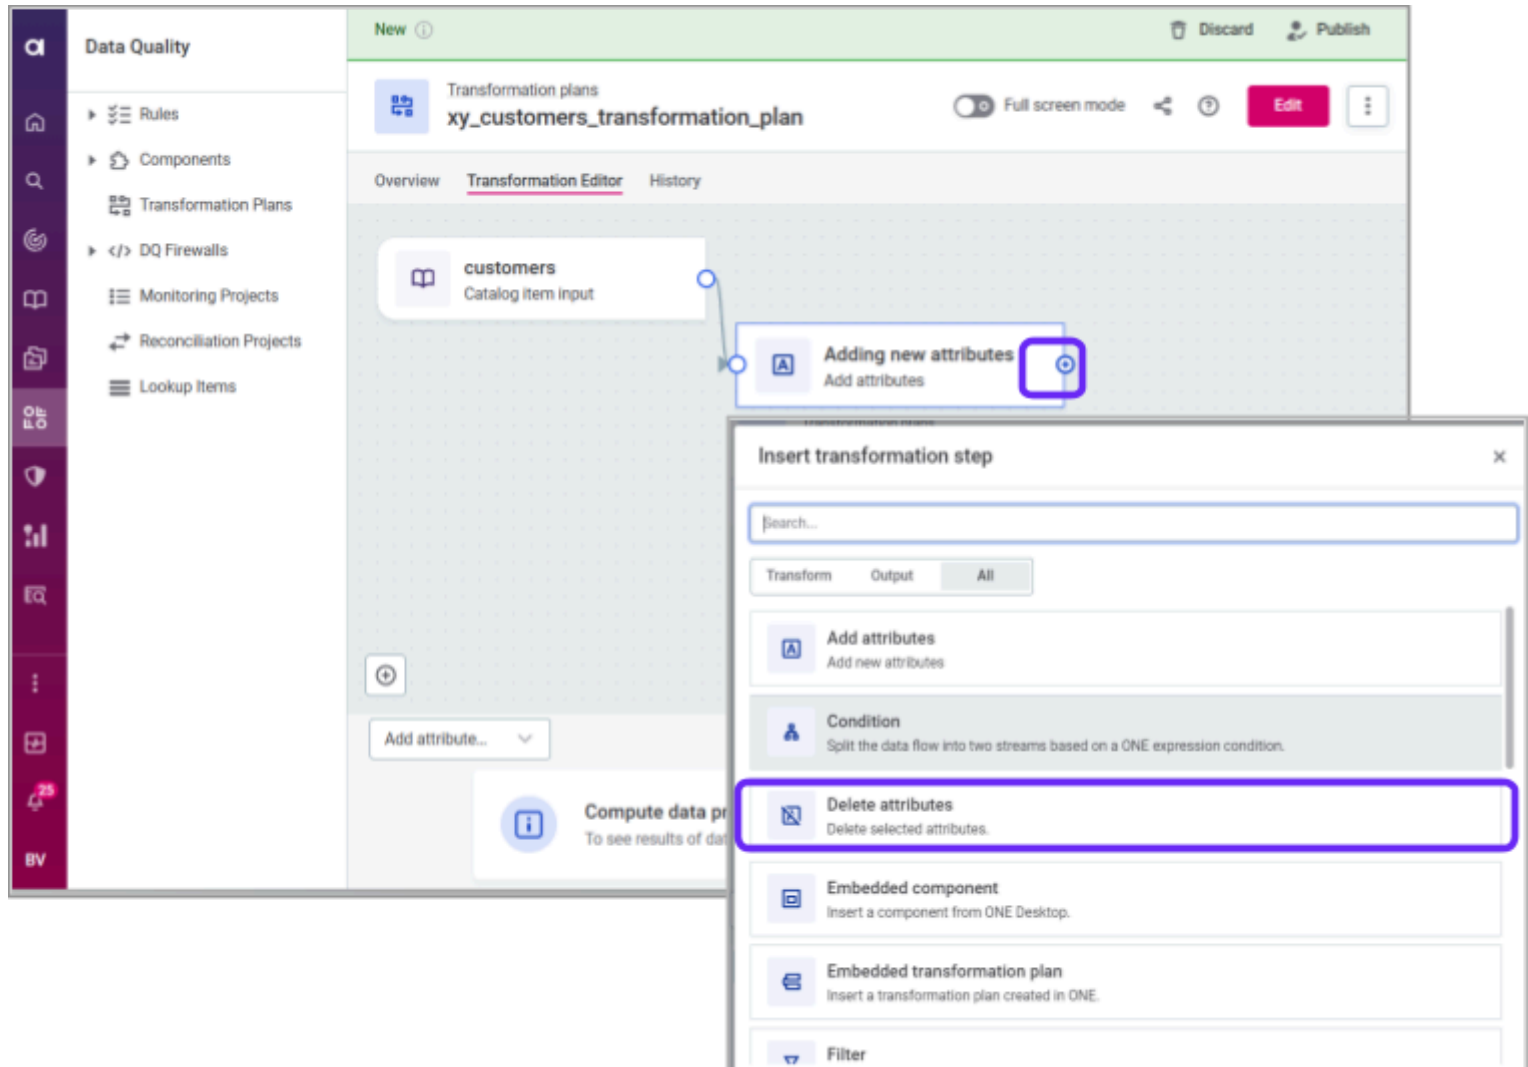 New
Discard
Publish
Data Quality
Rules
Components
Transformation Plans
DQ Firewalls
Monitoring Projects
Reconciliation Projects
Lookup Items
25
BV
Transformation plans
xy_customers_transformation_plan
Full screen mode
Edit
Overview
Transformation Editor
History
customers
Catalog item input
Adding new attributes
Add attributes
Add attribute...
Compute data pr
To see results of dat
Transformation plans
Insert transformation step
Search...
Transform
Output
All
Add attributes
Add new attributes
Condition
Split the data flow into two streams based on a ONE expression condition.
Delete attributes
Delete selected attributes.
Embedded component
Insert a component from ONE Desktop.
Embedded transformation plan
Insert a transformation plan created in ONE.
Filter